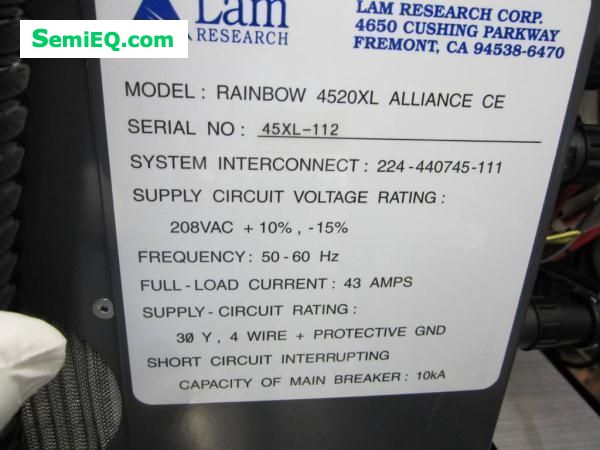 SemiEQ.com
Lam
RESEARCH
LAM RESEARCH CORP.
4650 CUSHING PARKWAY
FREMONT, CA 94538-6470
MODEL: RAINBOW 4520XL ALLIANCE CE
SERIAL NO: 45XL-112
SYSTEM INTERCONNECT: 224-440745-111
SUPPLY CIRCUIT VOLTAGE RATING:
208VAC +10%, -15%
FREQUENCY: 50-60 Hz
FULL-LOAD CURRENT: 43 AMPS
SUPPLY-CIRCUIT RATING:
3Ø Y, 4 WIRE + PROTECTIVE GND
SHORT CIRCUIT INTERRUPTING
CAPACITY OF MAIN BREAKER: 10kA